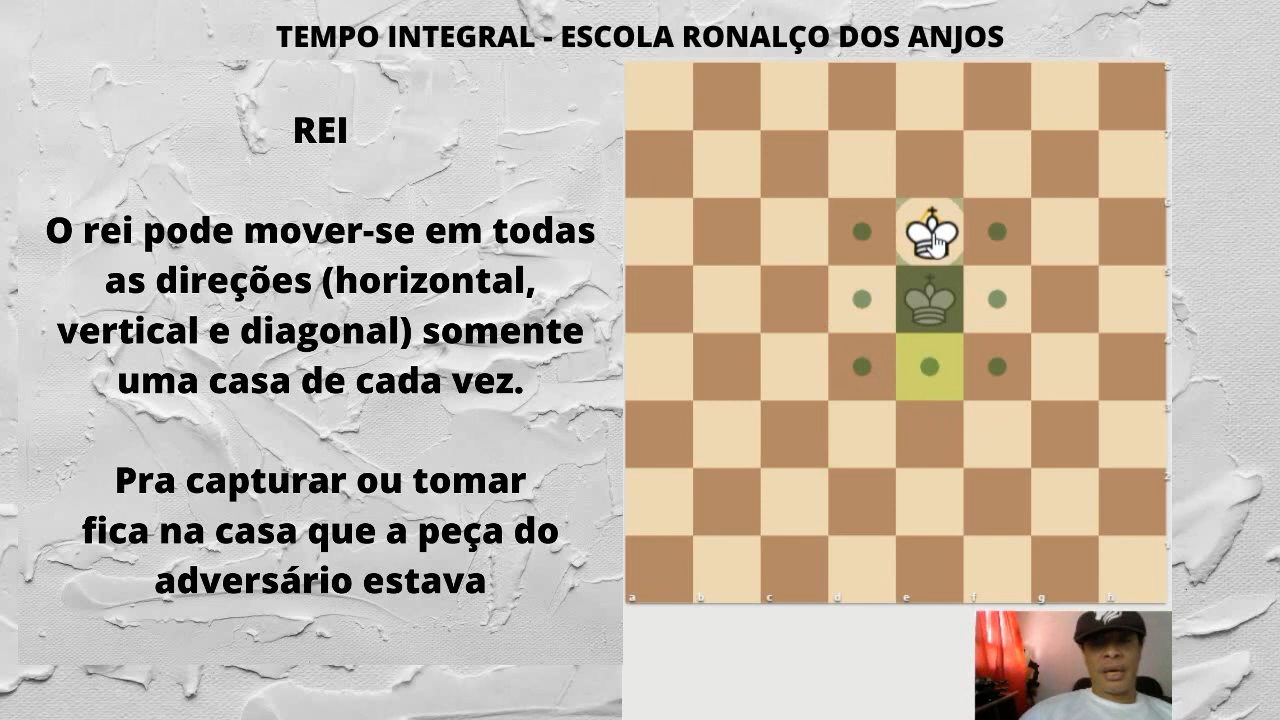 TEMPO INTEGRAL - ESCOLA RONALÇO DOS ANJOS
REI
O rei pode mover-se em todas
as direções (horizontal,
vertical e diagonal) somente
uma casa de cada vez.
Pra capturar ou tomar
fica na casa que a peça do
adversário estava
a b c d e f g h